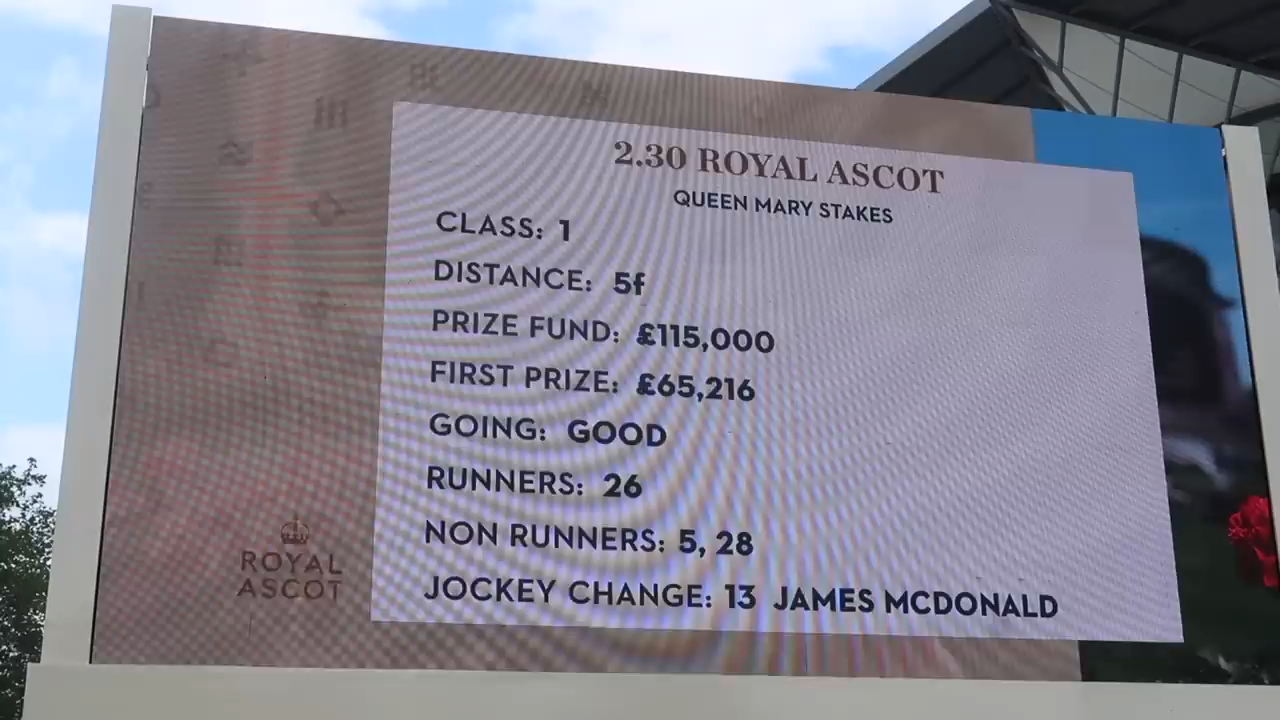 2.30 ROYAL ASCOT
QUEEN MARY STAKES
CLASS: 1
DISTANCE: 5f
PRIZE FUND: £115,000
FIRST PRIZE: £65,216
GOING: GOOD
RUNNERS: 26
NON RUNNERS: 5, 28
JOCKEY CHANGE: 13 JAMES MCDONALD
ROYAL
ASCOT